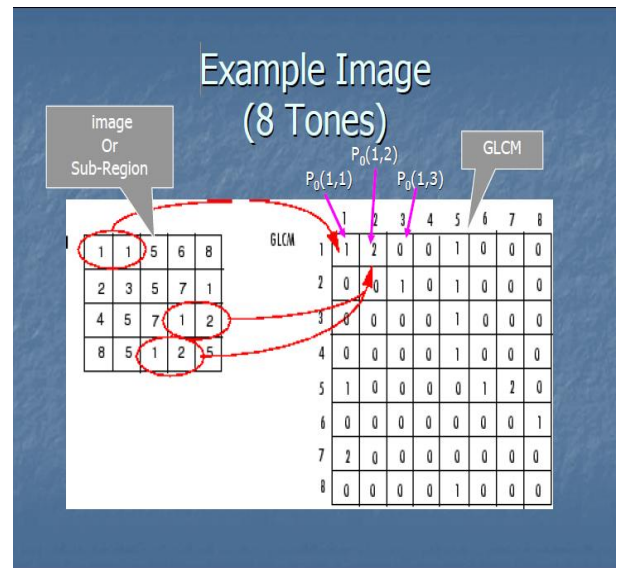 Example Image
(8 Tones)
image
Or
Sub-Region
GLCM
P₀(1,2)
P₀(1,1) P₀(1,3)
1 1 5 6 8
2 3 5 7 1
4 5 7 1 2
8 5 1 2 5
GLCM
1 2 3 4 5 6 7 8
1 1 2 0 0 1 0 0 0
2 0 0 1 0 1 0 0 0
3 0 0 0 0 1 0 0 0
4 0 0 0 0 1 0 0 0
5 1 0 0 0 0 1 2 0
6 0 0 0 0 0 0 0 1
7 2 0 0 0 0 0 0 0
8 0 0 0 0 1 0 0 0